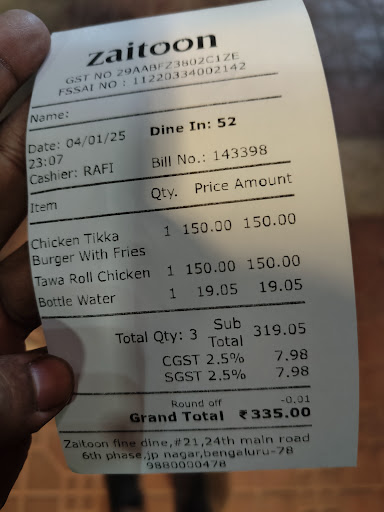 zaitoon
GST NO 29AABFZ3802C1ZE
FSSAI NO : 11220334002142
Name:
Date: 04/01/25 Dine In: 52
23:07
Cashier: RAFI Bill No.: 143398
Item Qty. Price Amount
Chicken Tikka 1 150.00 150.00
Burger With Fries
Tawa Roll Chicken 1 150.00 150.00
Bottle Water 1 19.05 19.05
Total Qty: 3 Sub Total 319.05
CGST 2.5% 7.98
SGST 2.5% 7.98
Round off -0.01
Grand Total ₹335.00
Zaitoon fine dine,#21,24th main road
6th phase,jp nagar,bengaluru-78
9880000478